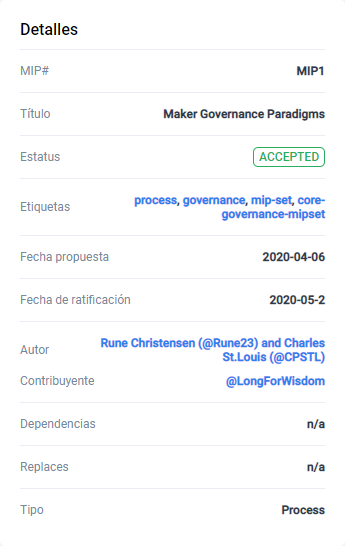 Detalles
MIP# MIP1
Título Maker Governance Paradigms
Estatus ACCEPTED
Etiquetas process, governance, mip-set, core-
governance-mipset
Fecha propuesta 2020-04-06
Fecha de ratificación 2020-05-2
Autor Rune Christensen (@Rune23) and Charles
St.Louis (@CPSTL)
Contribuyente @LongForWisdom
Dependencias n/a
Replaces n/a
Tipo Process